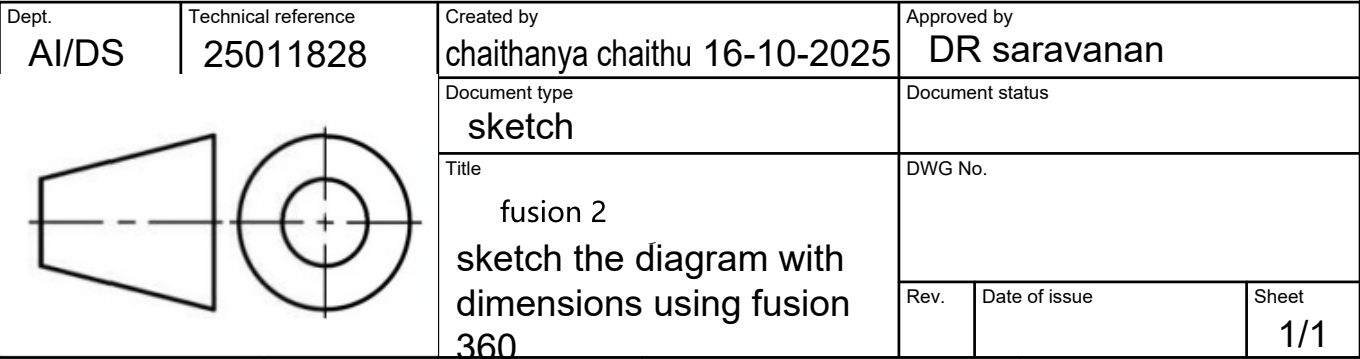 Dept.
AI/DS
Technical reference
25011828
Created by
chaithanya chaithu 16-10-2025
Approved by
DR saravanan
Document type
sketch
Document status
Title
fusion 2
sketch the diagram with
dimensions using fusion
360
DWG No.
Rev.
Date of issue
Sheet
1/1